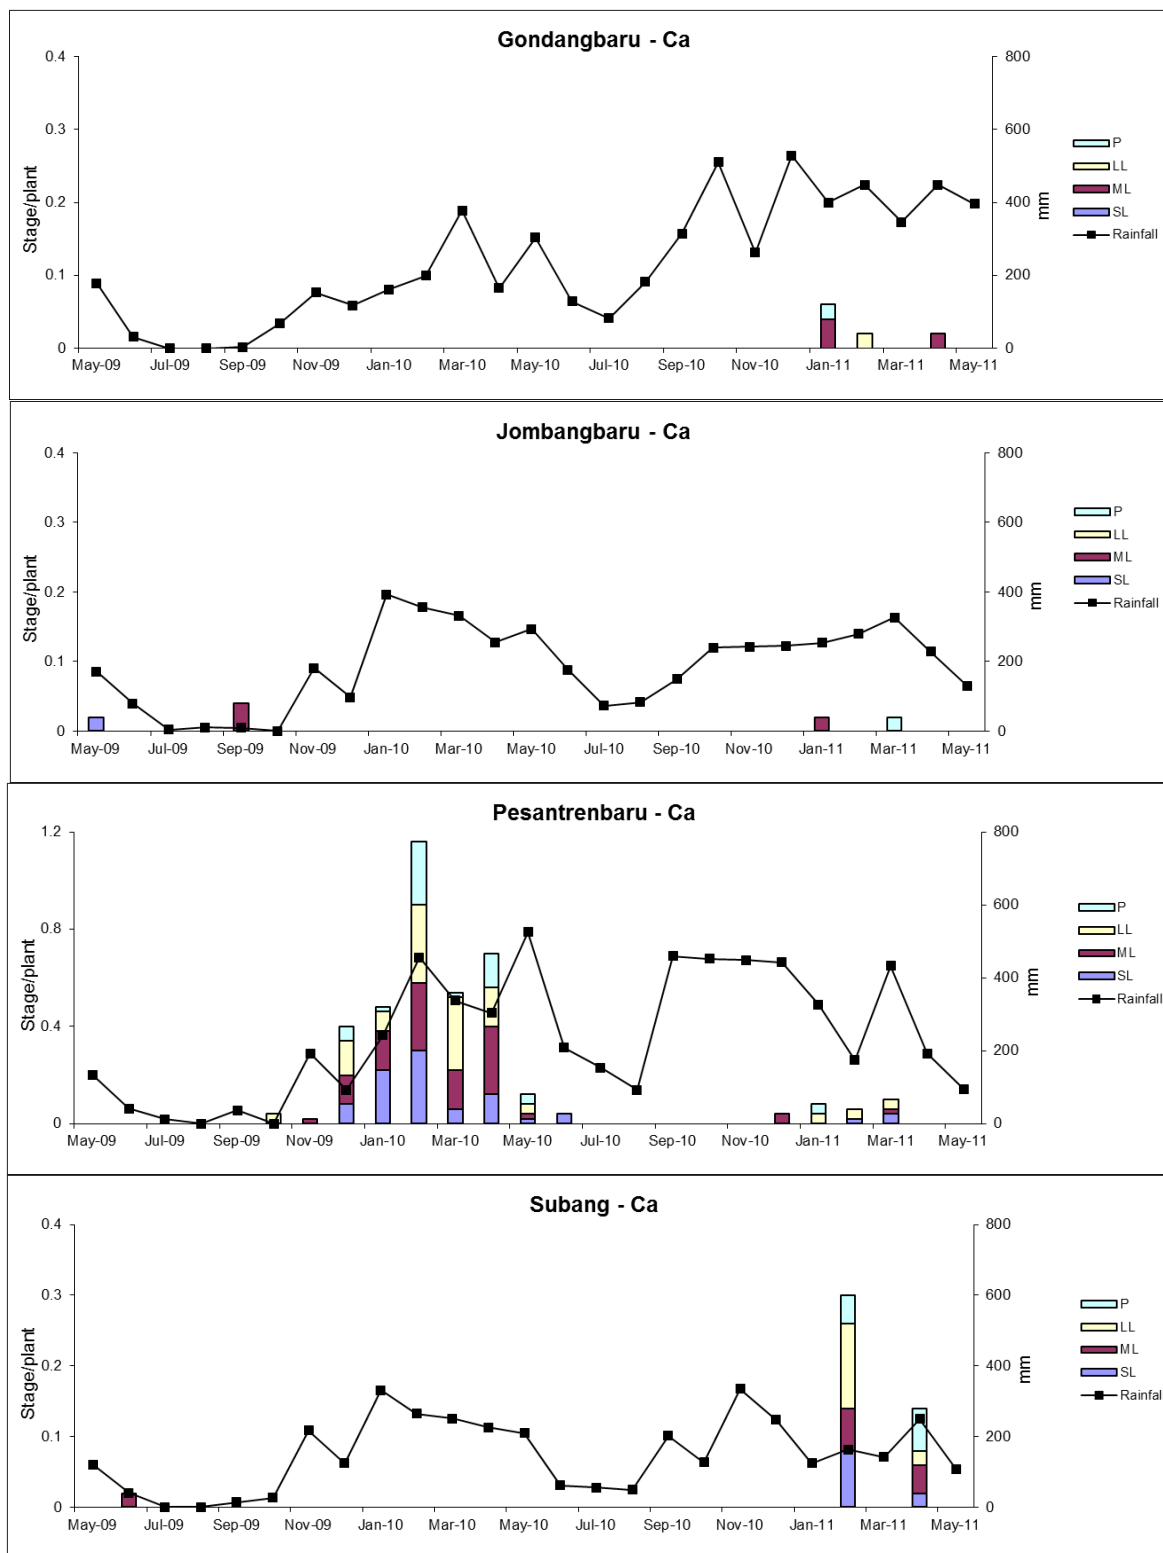 Gondangbaru - Ca
0.4
0.3
0.2
0.1
0
Stage/plant
800
600
400
200
0
mm
May-09 Jul-09 Sep-09 Nov-09 Jan-10 Mar-10 May-10 Jul-10 Sep-10 Nov-10 Jan-11 Mar-11 May-11
P
LL
ML
SL
Rainfall
Jombangbaru - Ca
0.4
0.3
0.2
0.1
0
Stage/plant
800
600
400
200
0
mm
May-09 Jul-09 Sep-09 Nov-09 Jan-10 Mar-10 May-10 Jul-10 Sep-10 Nov-10 Jan-11 Mar-11 May-11
P
LL
ML
SL
Rainfall
Pesantrenbaru - Ca
1.2
0.8
0.4
0
Stage/plant
800
600
400
200
0
mm
May-09 Jul-09 Sep-09 Nov-09 Jan-10 Mar-10 May-10 Jul-10 Sep-10 Nov-10 Jan-11 Mar-11 May-11
P
LL
ML
SL
Rainfall
Subang - Ca
0.4
0.3
0.2
0.1
0
Stage/plant
800
600
400
200
0
mm
May-09 Jul-09 Sep-09 Nov-09 Jan-10 Mar-10 May-10 Jul-10 Sep-10 Nov-10 Jan-11 Mar-11 May-11
P
LL
ML
SL
Rainfall